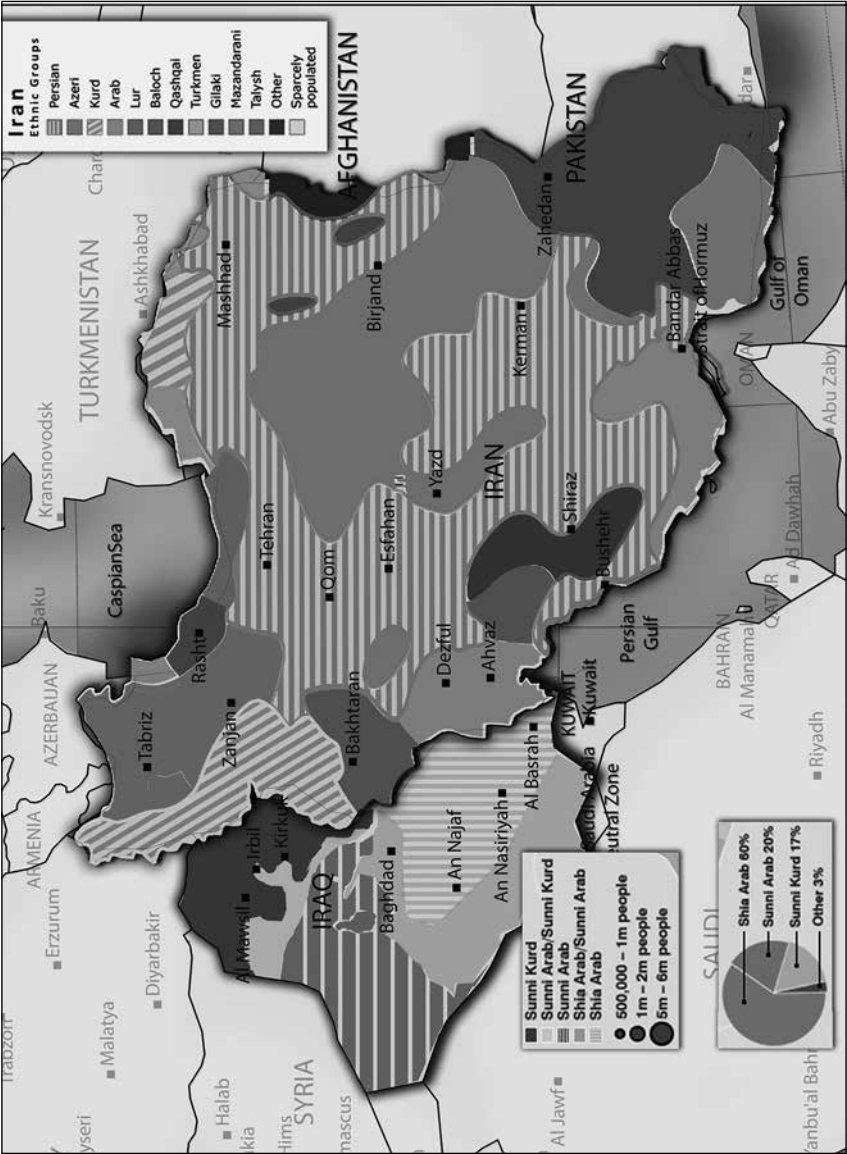 Iran
Ethnic Groups
Persian
Azeri
Kurd
Arab
Lur
Baloch
Qashqai
Turkmen
Gilaki
Mazandarani
Talysh
Other
Sparcely
populated
TURKMENISTAN
Kransnovodsk
Ashkhabad
Baku
CaspianSea
AZERBAIJAN
ARMENIA
AFGHANISTAN
PAKISTAN
Mashhad
Birjand
Zahedan
Kerman
Yazd
IRAN
Tehran
Qom
Esfahan
Shiraz
Bushehr
Bandar Abbas
Strait of Hormuz
Gulf of
Oman
OMAN
Abu Zaby
Rasht
Tabriz
Zanjan
Bakhtaran
Dezful
Ahvaz
Persian
Gulf
BAHRAIN
Al Manamah
QATAR
Ad Dawhah
KUWAIT
Kuwait
Riyadh
Trabzon
Erzurum
Malatya
Diyarbakir
Halab
SYRIA
Al Mawsil
Irbil
Kirkuk
IRAQ
Baghdad
An Najaf
An Nasiriyah
Al Basrah
Saudi Arabia
Al Jawf
SAUDI
Sunni Kurd
Sunni Arab/Sunni Kurd
Sunni Arab
Shia Arab/Sunni Arab
Shia Arab
500,000 – 1m people
1m – 2m people
5m – 6m people
Shia Arab 60%
Sunni Arab 20%
Sunni Kurd 17%
Other 3%